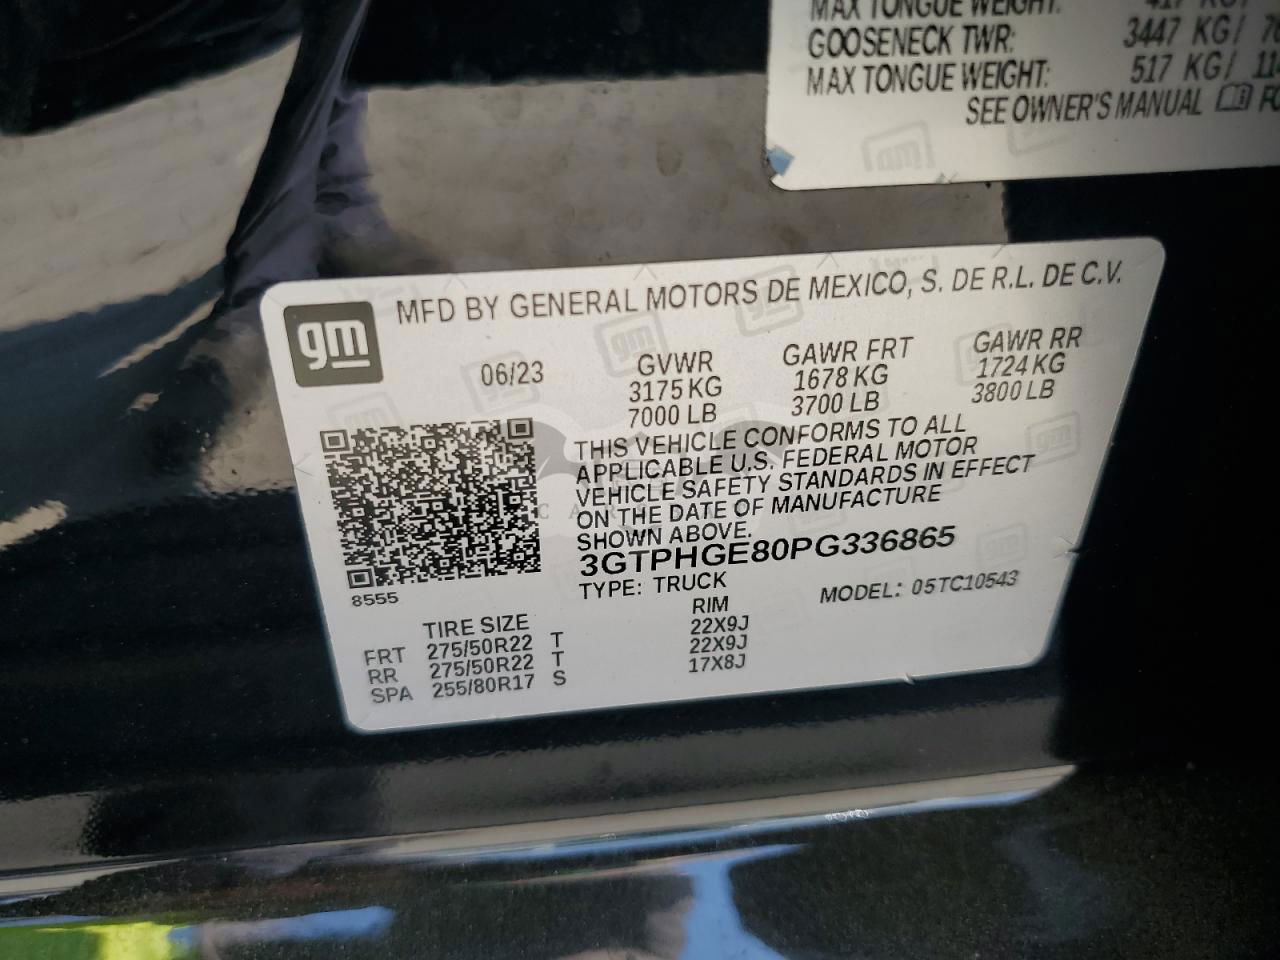 MAX TONGUE WEIGHT:
GOOSENECK TWR: 3447 KG/
MAX TONGUE WEIGHT: 517 KG/
SEE OWNER'S MANUAL
gm
MFD BY GENERAL MOTORS DE MEXICO, S. DE R.L. DE C.V.
06/23 GVWR GAWR FRT GAWR RR
3175 KG 1678 KG 1724 KG
7000 LB 3700 LB 3800 LB
THIS VEHICLE CONFORMS TO ALL
APPLICABLE U.S. FEDERAL MOTOR
VEHICLE SAFETY STANDARDS IN EFFECT
ON THE DATE OF MANUFACTURE
SHOWN ABOVE.
3GTPHGE80PG336865
TYPE: TRUCK MODEL: 05TC10543
8555
TIRE SIZE RIM
FRT 275/50R22 T 22X9J
RR 275/50R22 T 22X9J
SPA 255/80R17 S 17X8J